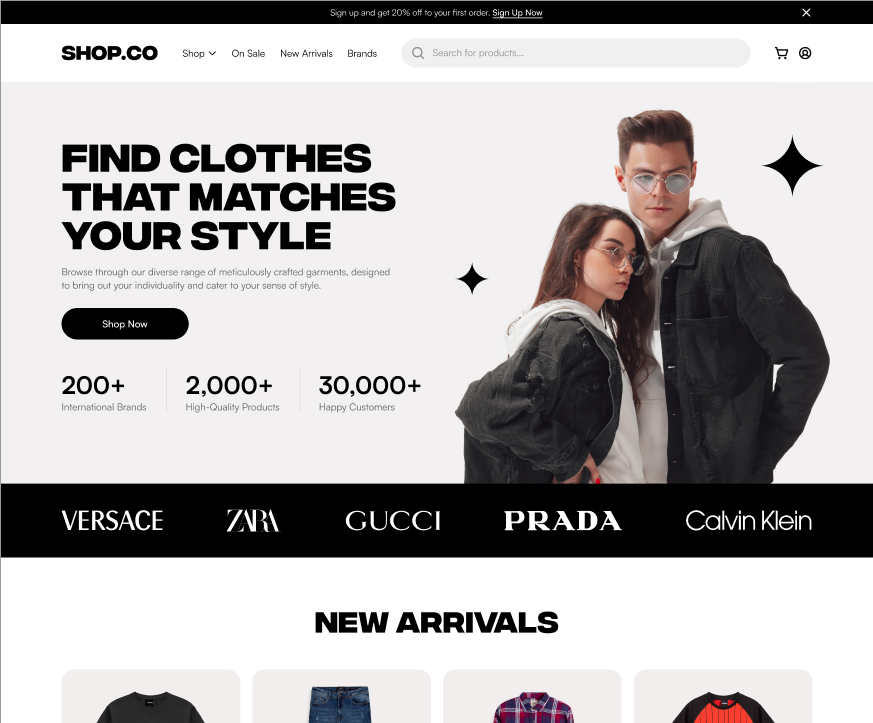 Sign up and get 20% off to your first order. Sign Up Now
SHOP.CO
Shop
On Sale
New Arrivals
Brands
Search for products...
FIND CLOTHES
THAT MATCHES
YOUR STYLE
Browse through our diverse range of meticulously crafted garments, designed
to bring out your individuality and cater to your sense of style.
Shop Now
200+
International Brands
2,000+
High-Quality Products
30,000+
Happy Customers
VERSACE
ZARA
GUCCI
PRADA
Calvin Klein
NEW ARRIVALS